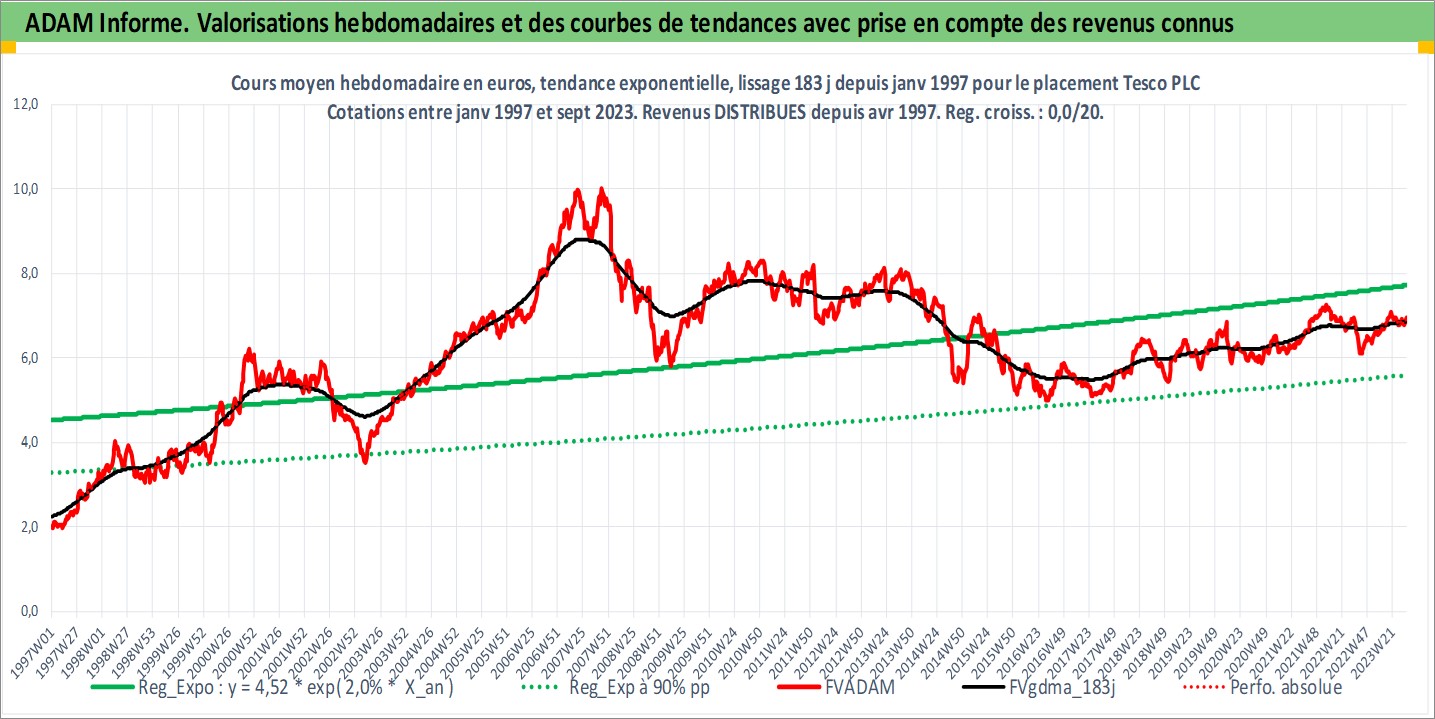 ADAM Informe. Valorisations hebdomadaires et des courbes de tendances avec prise en compte des revenus connus
Cours moyen hebdomadaire en euros, tendance exponentielle, lissage 183 j depuis janv 1997 pour le placement Tesco PLC
Cotations entre janv 1997 et sept 2023. Revenus DISTRIBUES depuis avr 1997. Reg. croiss. : 0,0/20.
12,0
10,0
8,0
6,0
4,0
2,0
0,0
1997W01 1997W27 1998W01 1998W27 1998W53 1999W26 1999W52 2000W26 2000W52 2001W26 2001W52 2002W26 2002W52 2003W26 2003W52 2004W26 2004W52 2005W25 2005W51 2006W25 2006W51 2007W25 2007W51 2008W25 2008W51 2009W25 2009W51 2010W24 2010W50 2011W24 2011W50 2012W24 2012W50 2013W24 2013W50 2014W24 2014W50 2015W24 2015W50 2016W23 2016W49 2017W23 2017W49 2018W23 2018W49 2019W23 2019W49 2020W23 2020W49 2021W22 2021W48 2022W21 2022W47 2023W21
Reg_Expo : y = 4,52 * exp( 2,0% * X_an ) Reg_Exp à 90% pp FVADAM FVgdma_183j Perfo. absolue